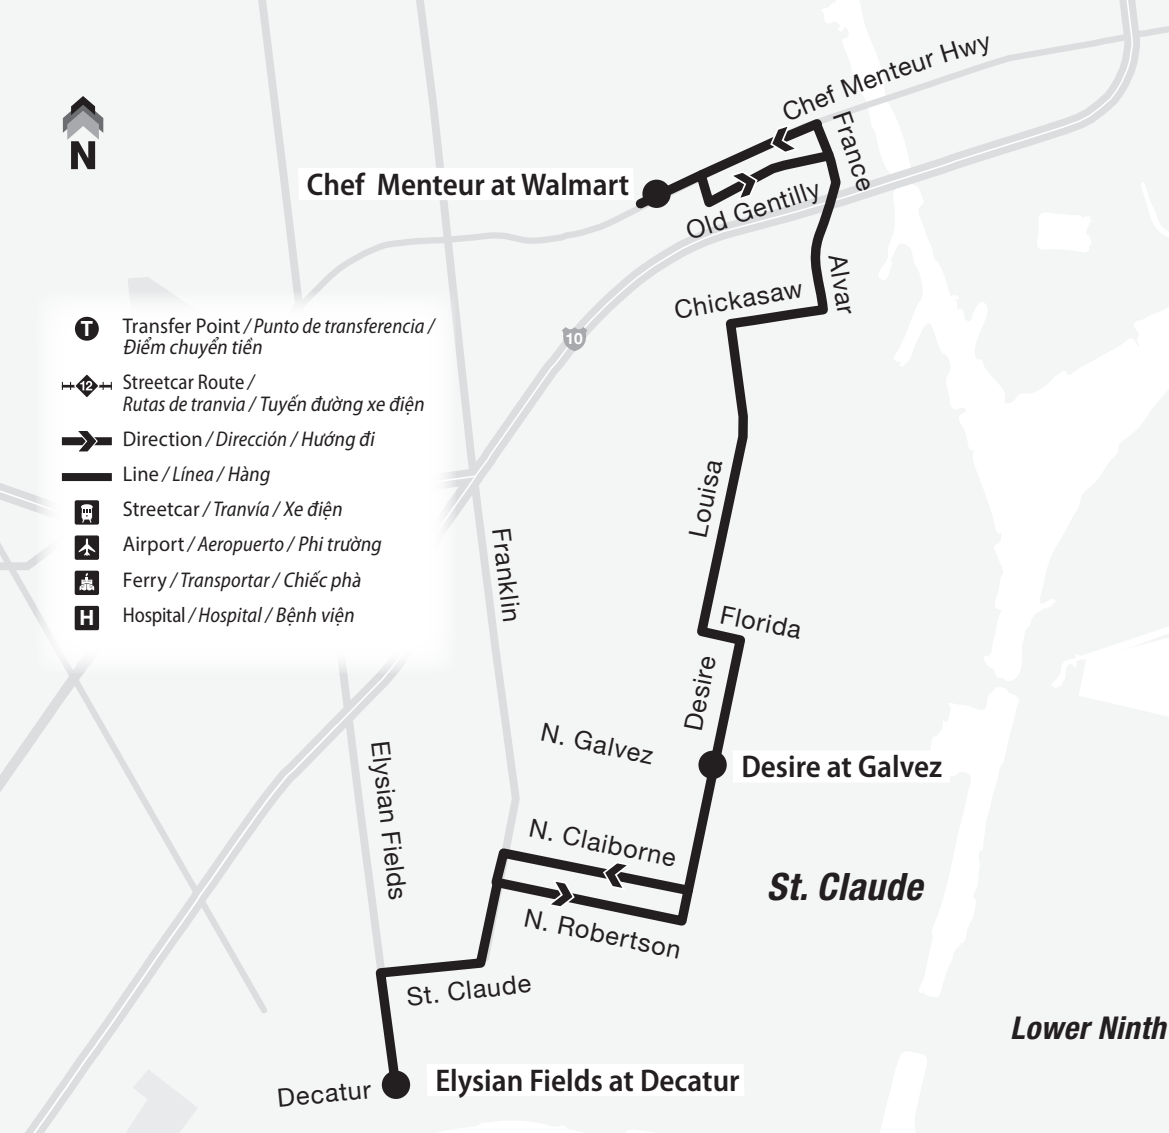 Chef Menteur Hwy
France
N
Chef Menteur at Walmart
Old Gentilly
Alvar
Chickasaw
T
Transfer Point / Punto de transferencia /
Điểm chuyển tiền
10
12
Streetcar Route /
Rutas de tranvia / Tuyến đường xe điện
Direction / Dirección / Hướng đi
Line / Línea / Hàng
Streetcar / Tranvía / Xe điện
Airport / Aeropuerto / Phi trường
Ferry / Transportar / Chiếc phà
H
Hospital / Hospital / Bệnh viện
Louisa
Franklin
Florida
Desire
N. Galvez
Desire at Galvez
Elysian Fields
N. Claiborne
St. Claude
N. Robertson
St. Claude
Lower Ninth
Decatur
Elysian Fields at Decatur